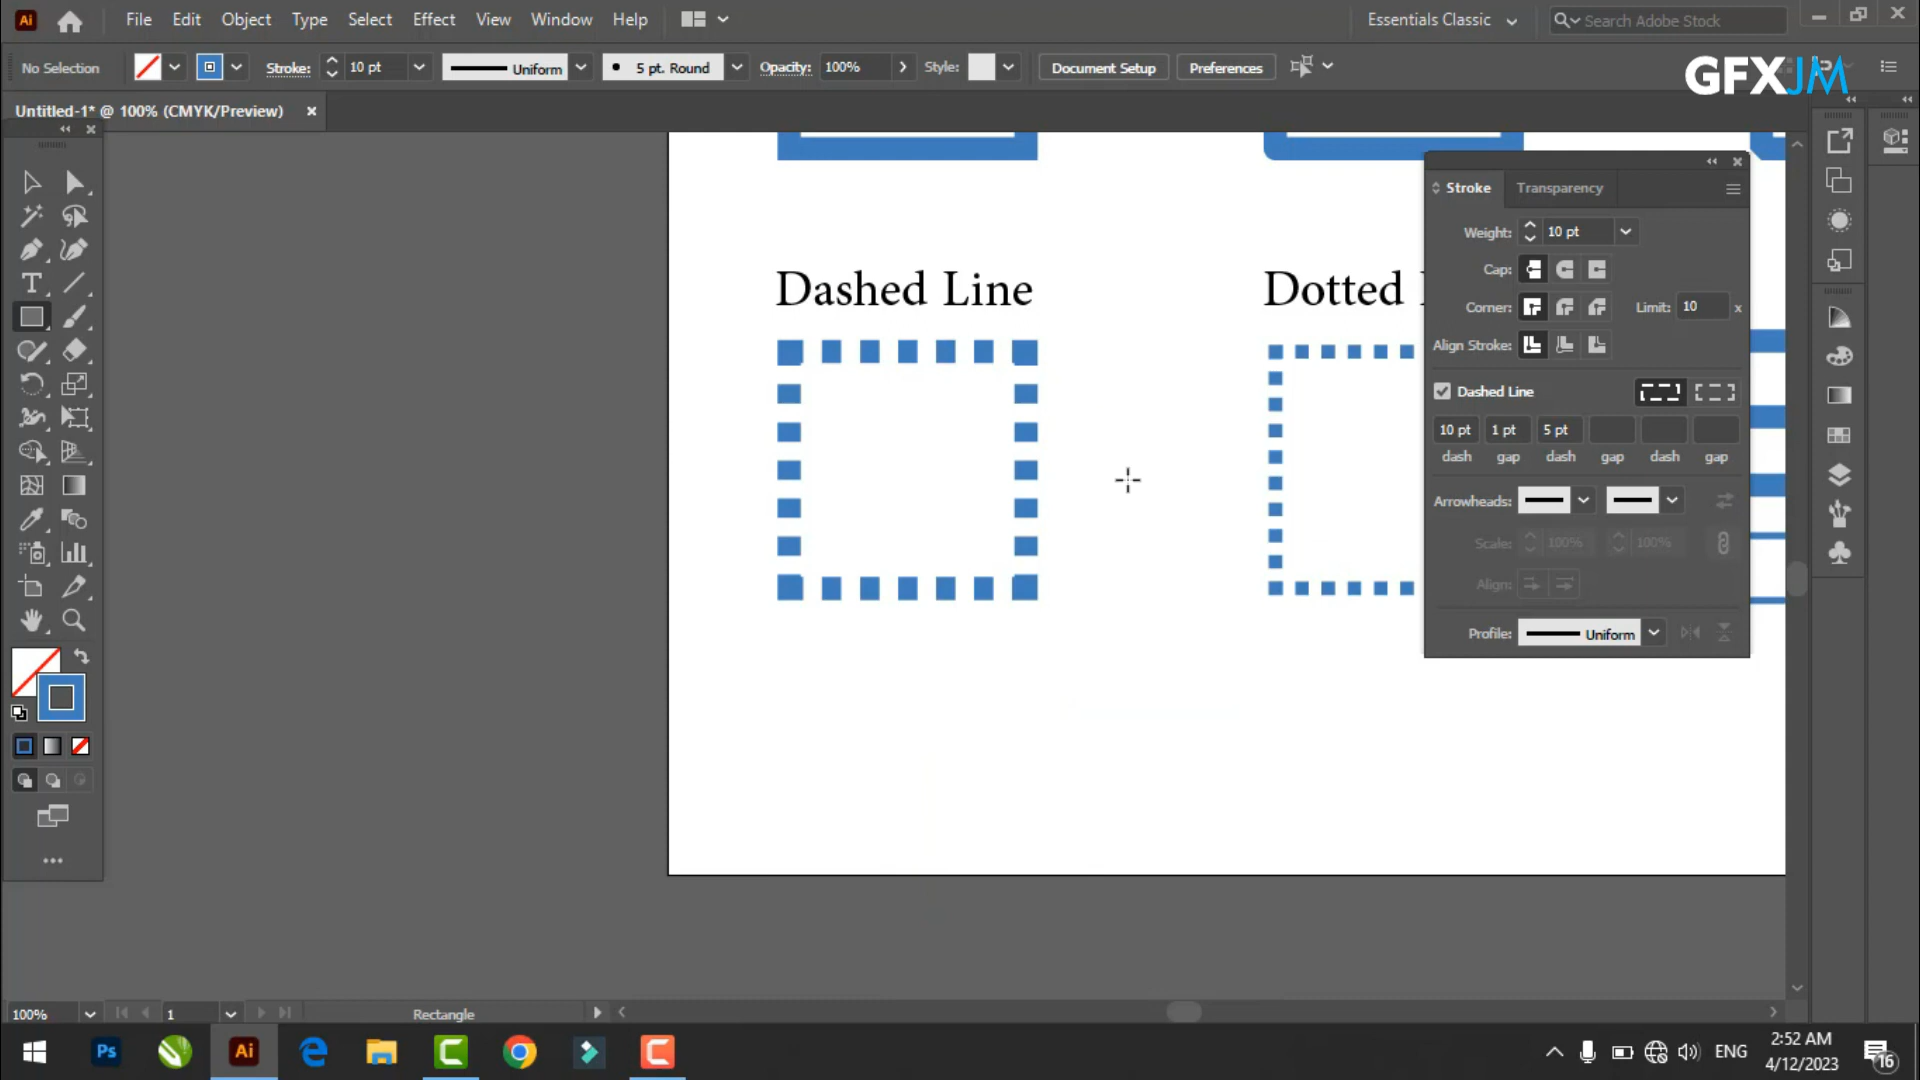 Ai File Edit Object Type Select Effect View Window Help Essentials Classic Search Adobe Stock
No Selection Stroke: 10 pt Uniform 5 pt. Round Opacity: 100% Style: Document Setup Preferences GFXJM
Untitled-1* @ 100% (CMYK/Preview)
Stroke Transparency
Weight: 10 pt
Cap:
Corner: Limit: 10 x
Align Stroke:
Dashed Line
10 pt 1 pt 5 pt
dash gap dash gap dash gap
Arrowheads:
Scale: 100% 100%
Align:
Profile: Uniform
Dashed Line
Dotted
100% 1 Rectangle
Ps Ai ENG 2:52 AM
4/12/2023 16